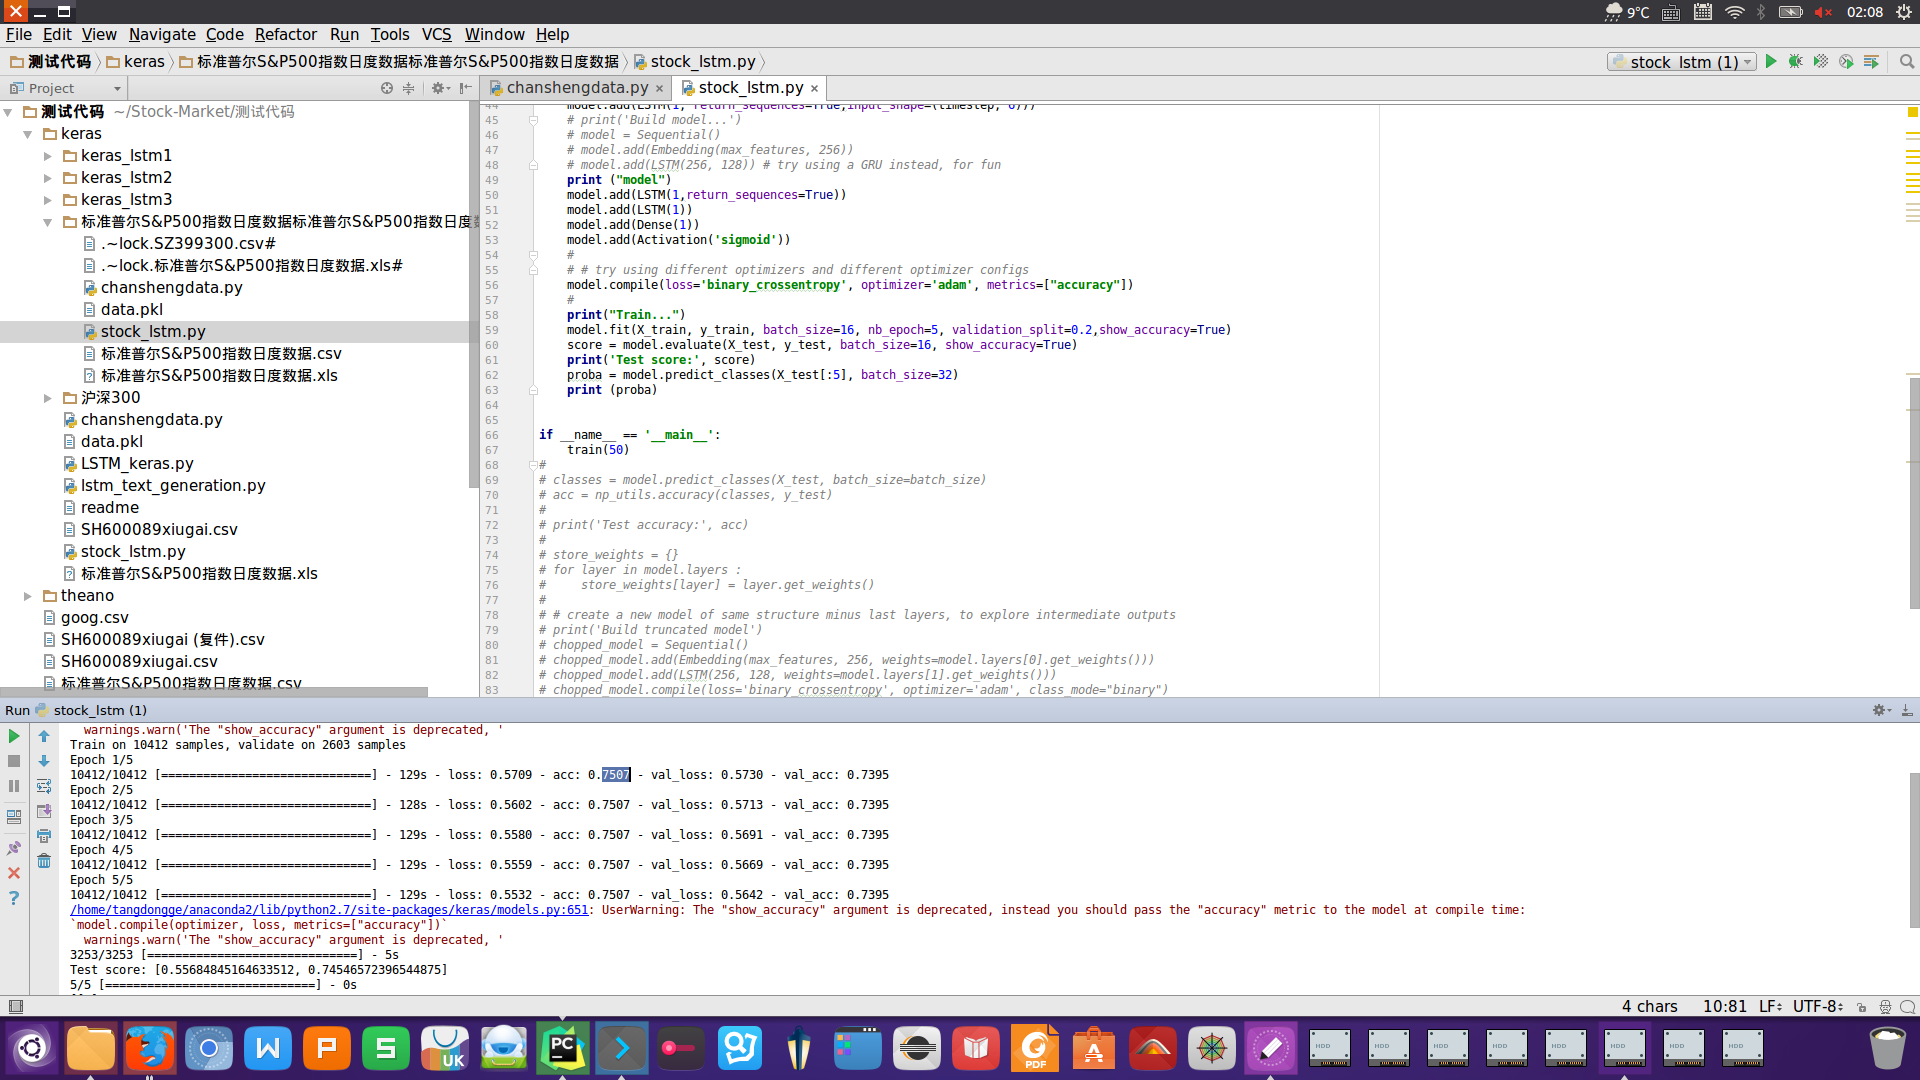 9°C
02:08
File Edit View Navigate Code Refactor Run Tools VCS Window Help
测试代码 keras 标准普尔S&P500指数日度数据标准普尔S&P500指数日度数据 stock_lstm.py
stock_lstm (1)
Project
chanshengdata.py × stock_lstm.py ×
测试代码 ~/Stock-Market/测试代码
keras
keras_lstm1
keras_lstm2
keras_lstm3
标准普尔S&P500指数日度数据标准普尔S&P500指数日度数
.~lock.SZ399300.csv#
.~lock.标准普尔S&P500指数日度数据.xls#
chanshengdata.py
data.pkl
stock_lstm.py
标准普尔S&P500指数日度数据.csv
标准普尔S&P500指数日度数据.xls
沪深300
chanshengdata.py
data.pkl
LSTM_keras.py
lstm_text_generation.py
readme
SH600089xiugai.csv
stock_lstm.py
标准普尔S&P500指数日度数据.xls
theano
goog.csv
SH600089xiugai (复件).csv
SH600089xiugai.csv
标准普尔S&P500指数日度数据.csv
44 model.add(LSTM(1, return_sequences=True,input_shape=(timestep, 6)))
45 # print('Build model...')
46 # model = Sequential()
47 # model.add(Embedding(max_features, 256))
48 # model.add(LSTM(256, 128)) # try using a GRU instead, for fun
49 print ("model")
50 model.add(LSTM(1,return_sequences=True))
51 model.add(LSTM(1))
52 model.add(Dense(1))
53 model.add(Activation('sigmoid'))
54 #
55 # # try using different optimizers and different optimizer configs
56 model.compile(loss='binary_crossentropy', optimizer='adam', metrics=["accuracy"])
57 #
58 print("Train...")
59 model.fit(X_train, y_train, batch_size=16, nb_epoch=5, validation_split=0.2,show_accuracy=True)
60 score = model.evaluate(X_test, y_test, batch_size=16, show_accuracy=True)
61 print('Test score:', score)
62 proba = model.predict_classes(X_test[:5], batch_size=32)
63 print (proba)
64
65
66 if __name__ == '__main__':
67 train(50)
68 #
69 # classes = model.predict_classes(X_test, batch_size=batch_size)
70 # acc = np_utils.accuracy(classes, y_test)
71 #
72 # print('Test accuracy:', acc)
73 #
74 # store_weights = {}
75 # for layer in model.layers :
76 #     store_weights[layer] = layer.get_weights()
77 #
78 # # create a new model of same structure minus last layers, to explore intermediate outputs
79 # print('Build truncated model')
80 # chopped_model = Sequential()
81 # chopped_model.add(Embedding(max_features, 256, weights=model.layers[0].get_weights()))
82 # chopped_model.add(LSTM(256, 128, weights=model.layers[1].get_weights()))
83 # chopped_model.compile(loss='binary_crossentropy', optimizer='adam', class_mode="binary")
Run stock_lstm (1)
warnings.warn('The "show_accuracy" argument is deprecated, '
Train on 10412 samples, validate on 2603 samples
Epoch 1/5
10412/10412 [==============================] - 129s - loss: 0.5709 - acc: 0.7507 - val_loss: 0.5730 - val_acc: 0.7395
Epoch 2/5
10412/10412 [==============================] - 128s - loss: 0.5602 - acc: 0.7507 - val_loss: 0.5713 - val_acc: 0.7395
Epoch 3/5
10412/10412 [==============================] - 129s - loss: 0.5580 - acc: 0.7507 - val_loss: 0.5691 - val_acc: 0.7395
Epoch 4/5
10412/10412 [==============================] - 129s - loss: 0.5559 - acc: 0.7507 - val_loss: 0.5669 - val_acc: 0.7395
Epoch 5/5
10412/10412 [==============================] - 129s - loss: 0.5532 - acc: 0.7507 - val_loss: 0.5642 - val_acc: 0.7395
/home/tangdongge/anaconda2/lib/python2.7/site-packages/keras/models.py:651: UserWarning: The "show_accuracy" argument is deprecated, instead you should pass the "accuracy" metric to the model at compile time:
`model.compile(optimizer, loss, metrics=["accuracy"])`
warnings.warn('The "show_accuracy" argument is deprecated, '
3253/3253 [==============================] - 5s
Test score: [0.55684845164633512, 0.74546572396544875]
5/5 [==============================] - 0s
4 chars 10:81 LF UTF-8
W P S UK PC PDF A HDD HDD HDD HDD HDD HDD HDD HDD